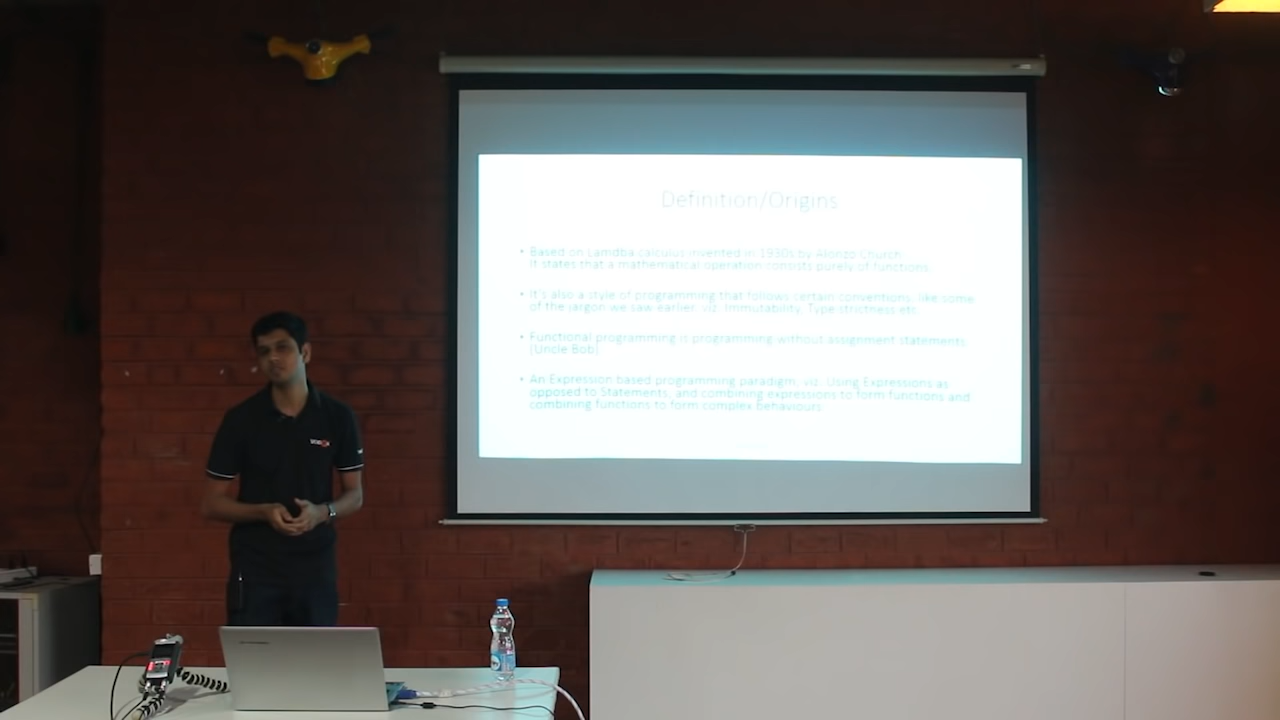 Definition/Origins
• Based on Lamdba calculus invented in 1930s by Alonzo Church.
It states that a mathematical operation consists purely of functions.
• It's also a style of programming that follows certain conventions, like some
of the jargon we saw earlier, viz. Immutability, Type strictness etc.
• Functional programming is programming without assignment statements.
(Uncle Bob)
• An Expression based programming paradigm, viz. Using Expressions as
opposed to Statements, and combining expressions to form functions and
combining functions to form complex behaviours.